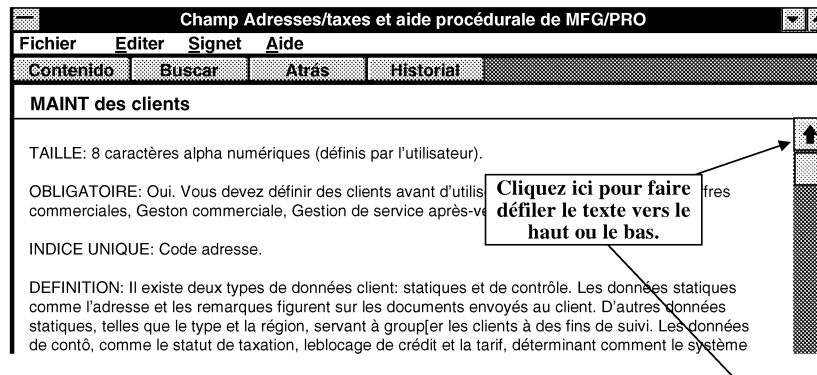 Champ Adresses/taxes et aide procédurale de MFG/PRO
Fichier Editer Signet Aide
Contenido Buscar Atrás Historial
MAINT des clients
TAILLE: 8 caractères alpha numériques (définis par l'utilisateur).
OBLIGATOIRE: Oui. Vous devez définir des clients avant d'utilis fres
commerciales, Geston commerciale, Gestion de service après-ve
Cliquez ici pour faire
défiler le texte vers le
haut ou le bas.
INDICE UNIQUE: Code adresse.
DEFINITION: Il existe deux types de données client: statiques et de contrôle. Les données statiques
comme l'adresse et les remarques figurent sur les documents envoyés au client. D'autres données
statiques, telles que le type et la région, servant à group[er les clients à des fins de suivi. Les données
de contô, comme le statut de taxation, leblocage de crédit et la tarif, déterminant comment le système